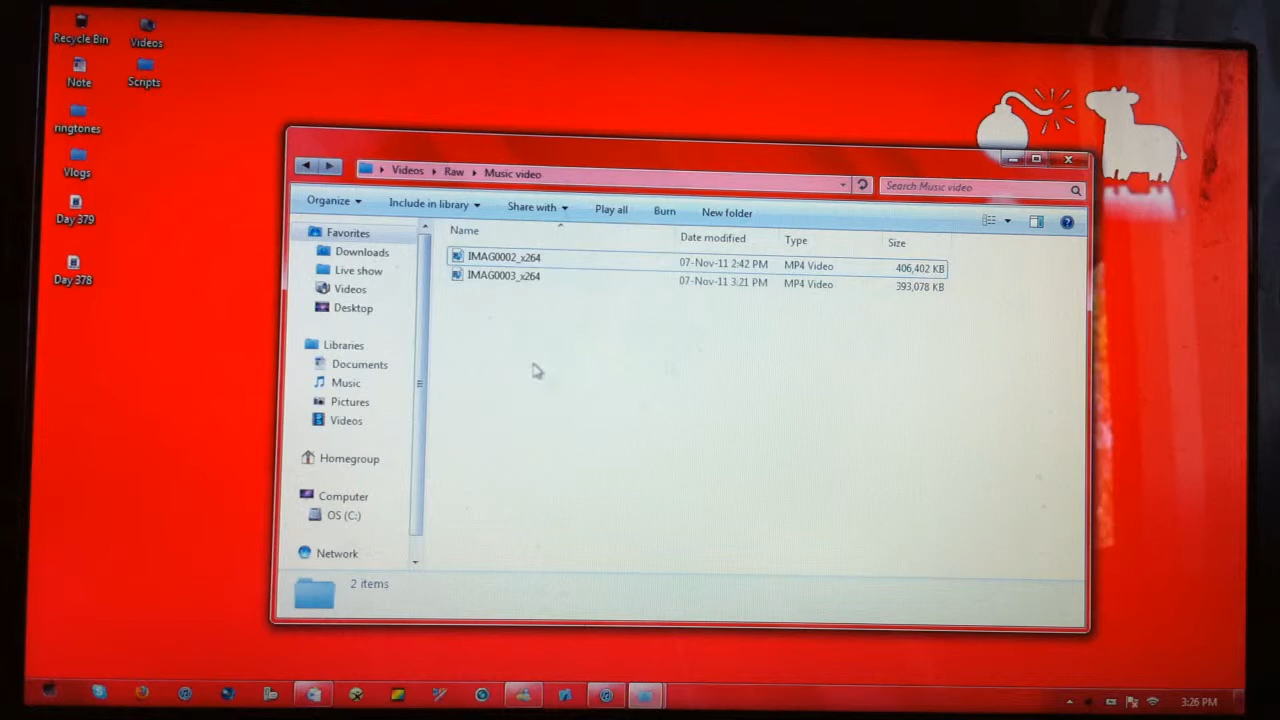 Recycle Bin
Videos
Note
Scripts
ringtones
Vlogs
Day 379
Day 378
Videos
Raw
Music video
Search Music video
Organize
Include in library
Share with
Play all
Burn
New folder
Favorites
Downloads
Live show
Videos
Desktop
Libraries
Documents
Music
Pictures
Videos
Homegroup
Computer
OS (C:)
Network
Name
Date modified
Type
Size
IMAG0002_x264
07-Nov-11 2:42 PM
MP4 Video
406,402 KB
IMAG0003_x264
07-Nov-11 3:21 PM
MP4 Video
393,078 KB
2 items
3:26 PM